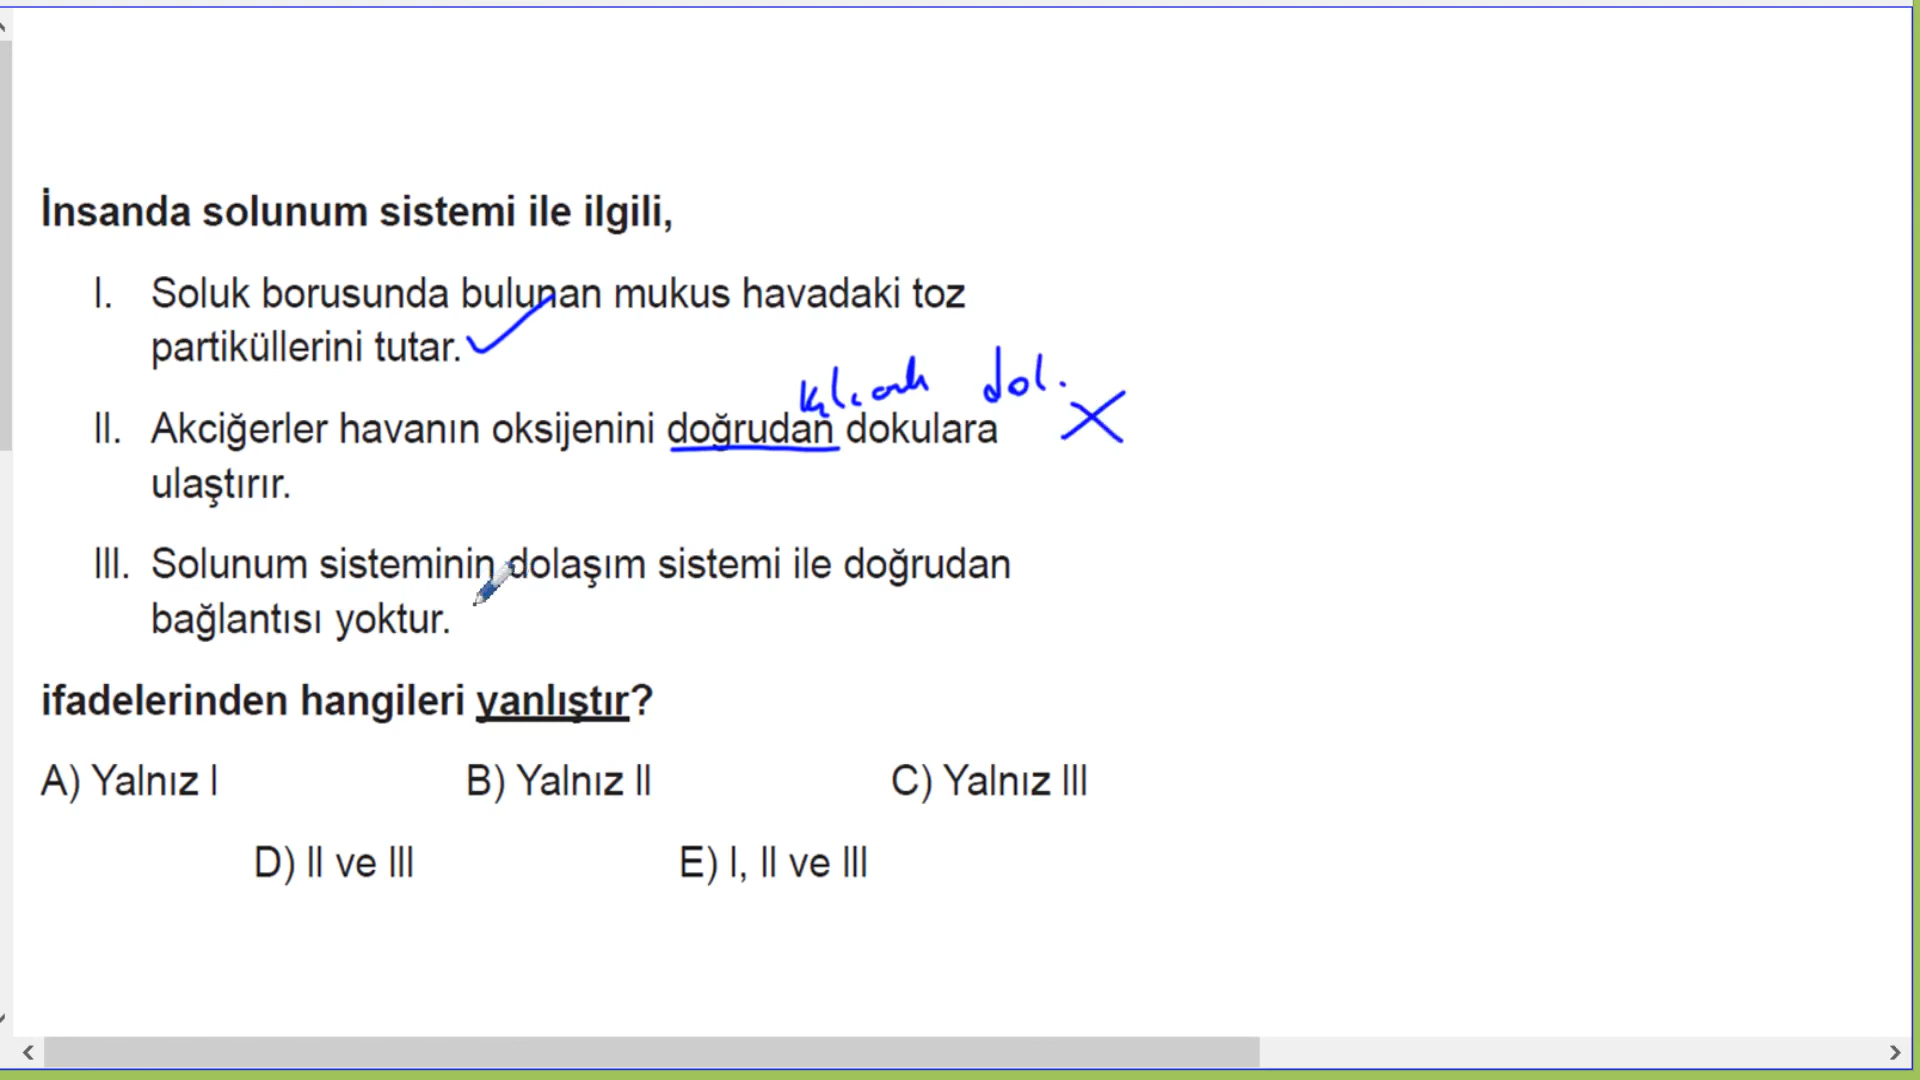 İnsanda solunum sistemi ile ilgili,
I. Soluk borusunda bulunan mukus havadaki toz
partiküllerini tutar.
kılcalı dol.
II. Akciğerler havanın oksijenini doğrudan dokulara
ulaştırır.
III. Solunum sisteminin dolaşım sistemi ile doğrudan
bağlantısı yoktur.
ifadelerinden hangileri yanlıştır?
A) Yalnız I B) Yalnız II C) Yalnız III
D) II ve III E) I, II ve III